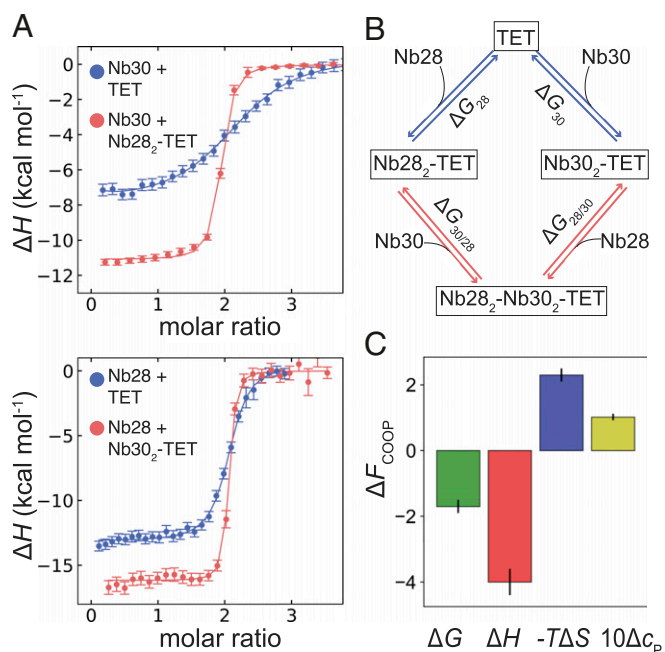 A
0
−2
−4
−6
−8
−10
−12
ΔH (kcal mol⁻¹)
Nb30 +
TET
Nb30 +
Nb28₂-TET
0 1 2 3
molar ratio
0
−5
−10
−15
ΔH (kcal mol⁻¹)
Nb28 +
TET
Nb28 +
Nb30₂-TET
0 1 2 3
molar ratio
B
TET
Nb28
Nb30
ΔG₂₈
ΔG₃₀
Nb28₂-TET
Nb30₂-TET
ΔG₃₀/₂₈
ΔG₂₈/₃₀
Nb30
Nb28
Nb28₂-Nb30₂-TET
C
2
0
−2
−4
ΔF_COOP
ΔG ΔH -TΔS 10Δc_P